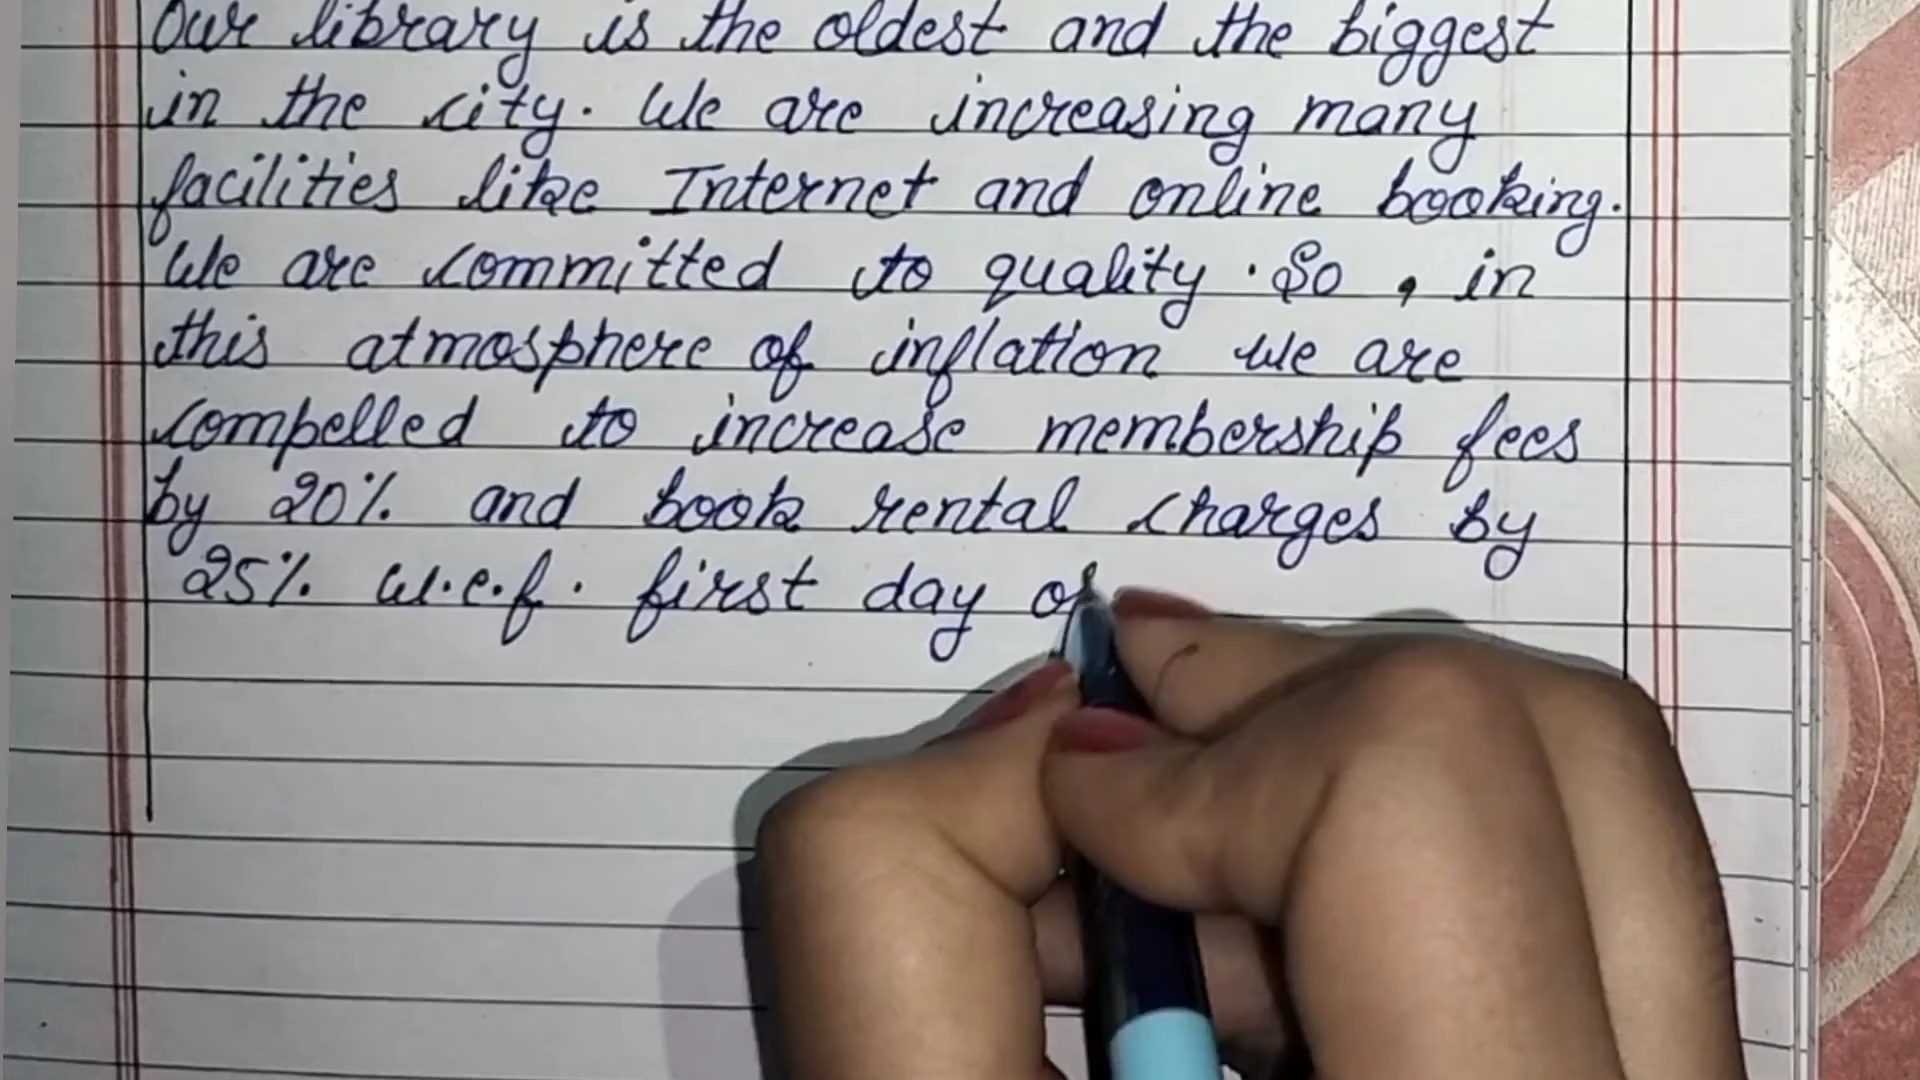 Our library is the oldest and the biggest
in the city. We are increasing many
facilities like Internet and online booking.
We are committed to quality. So, in
this atmosphere of inflation we are
compelled to increase membership fees
by 20% and book rental charges by
25% w.e.f. first day of